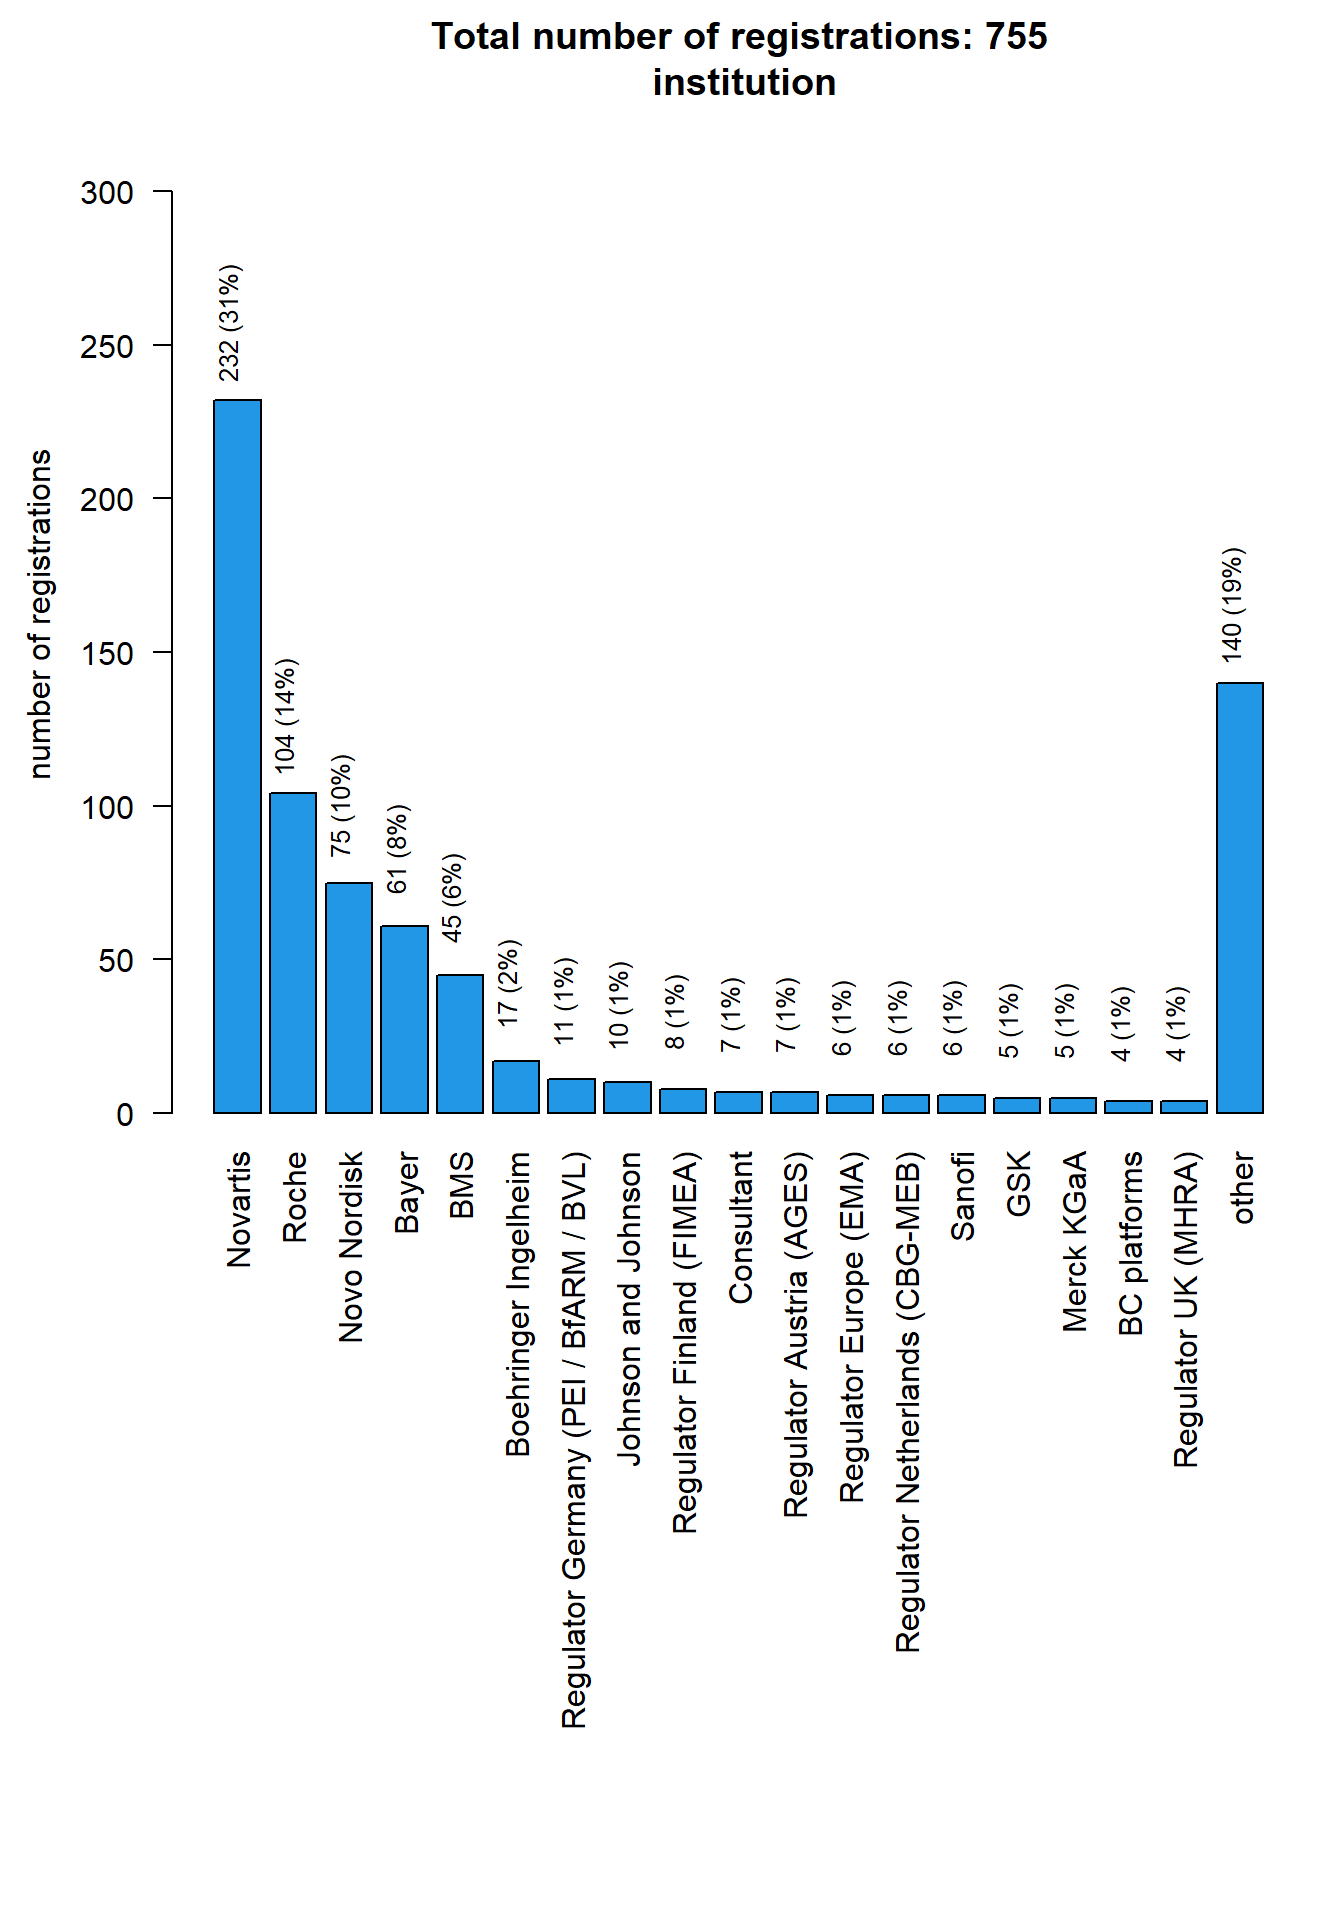 Total number of registrations: 755
institution
number of registrations
300
250
200
150
100
50
0
232 (31%)
104 (14%)
75 (10%)
61 (8%)
45 (6%)
17 (2%)
11 (1%)
10 (1%)
8 (1%)
7 (1%)
7 (1%)
6 (1%)
6 (1%)
6 (1%)
5 (1%)
5 (1%)
4 (1%)
4 (1%)
140 (19%)
Novartis
Roche
Novo Nordisk
Bayer
BMS
Boehringer Ingelheim
Regulator Germany (PEI / BfARM / BVL)
Johnson and Johnson
Regulator Finland (FIMEA)
Consultant
Regulator Austria (AGES)
Regulator Europe (EMA)
Regulator Netherlands (CBG-MEB)
Sanofi
GSK
Merck KGaA
BC platforms
Regulator UK (MHRA)
other